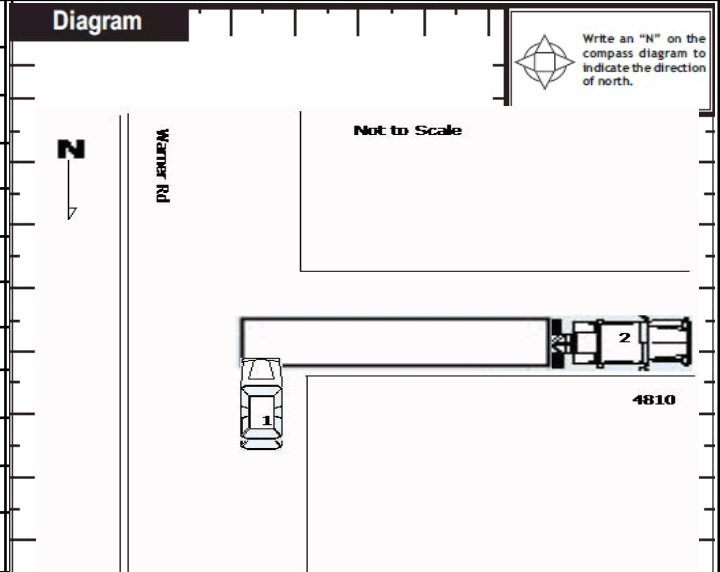 Diagram
Write an “N” on the
compass diagram to
indicate the direction
of north.
N
Warner Rd
Not to Scale
2
4810
1